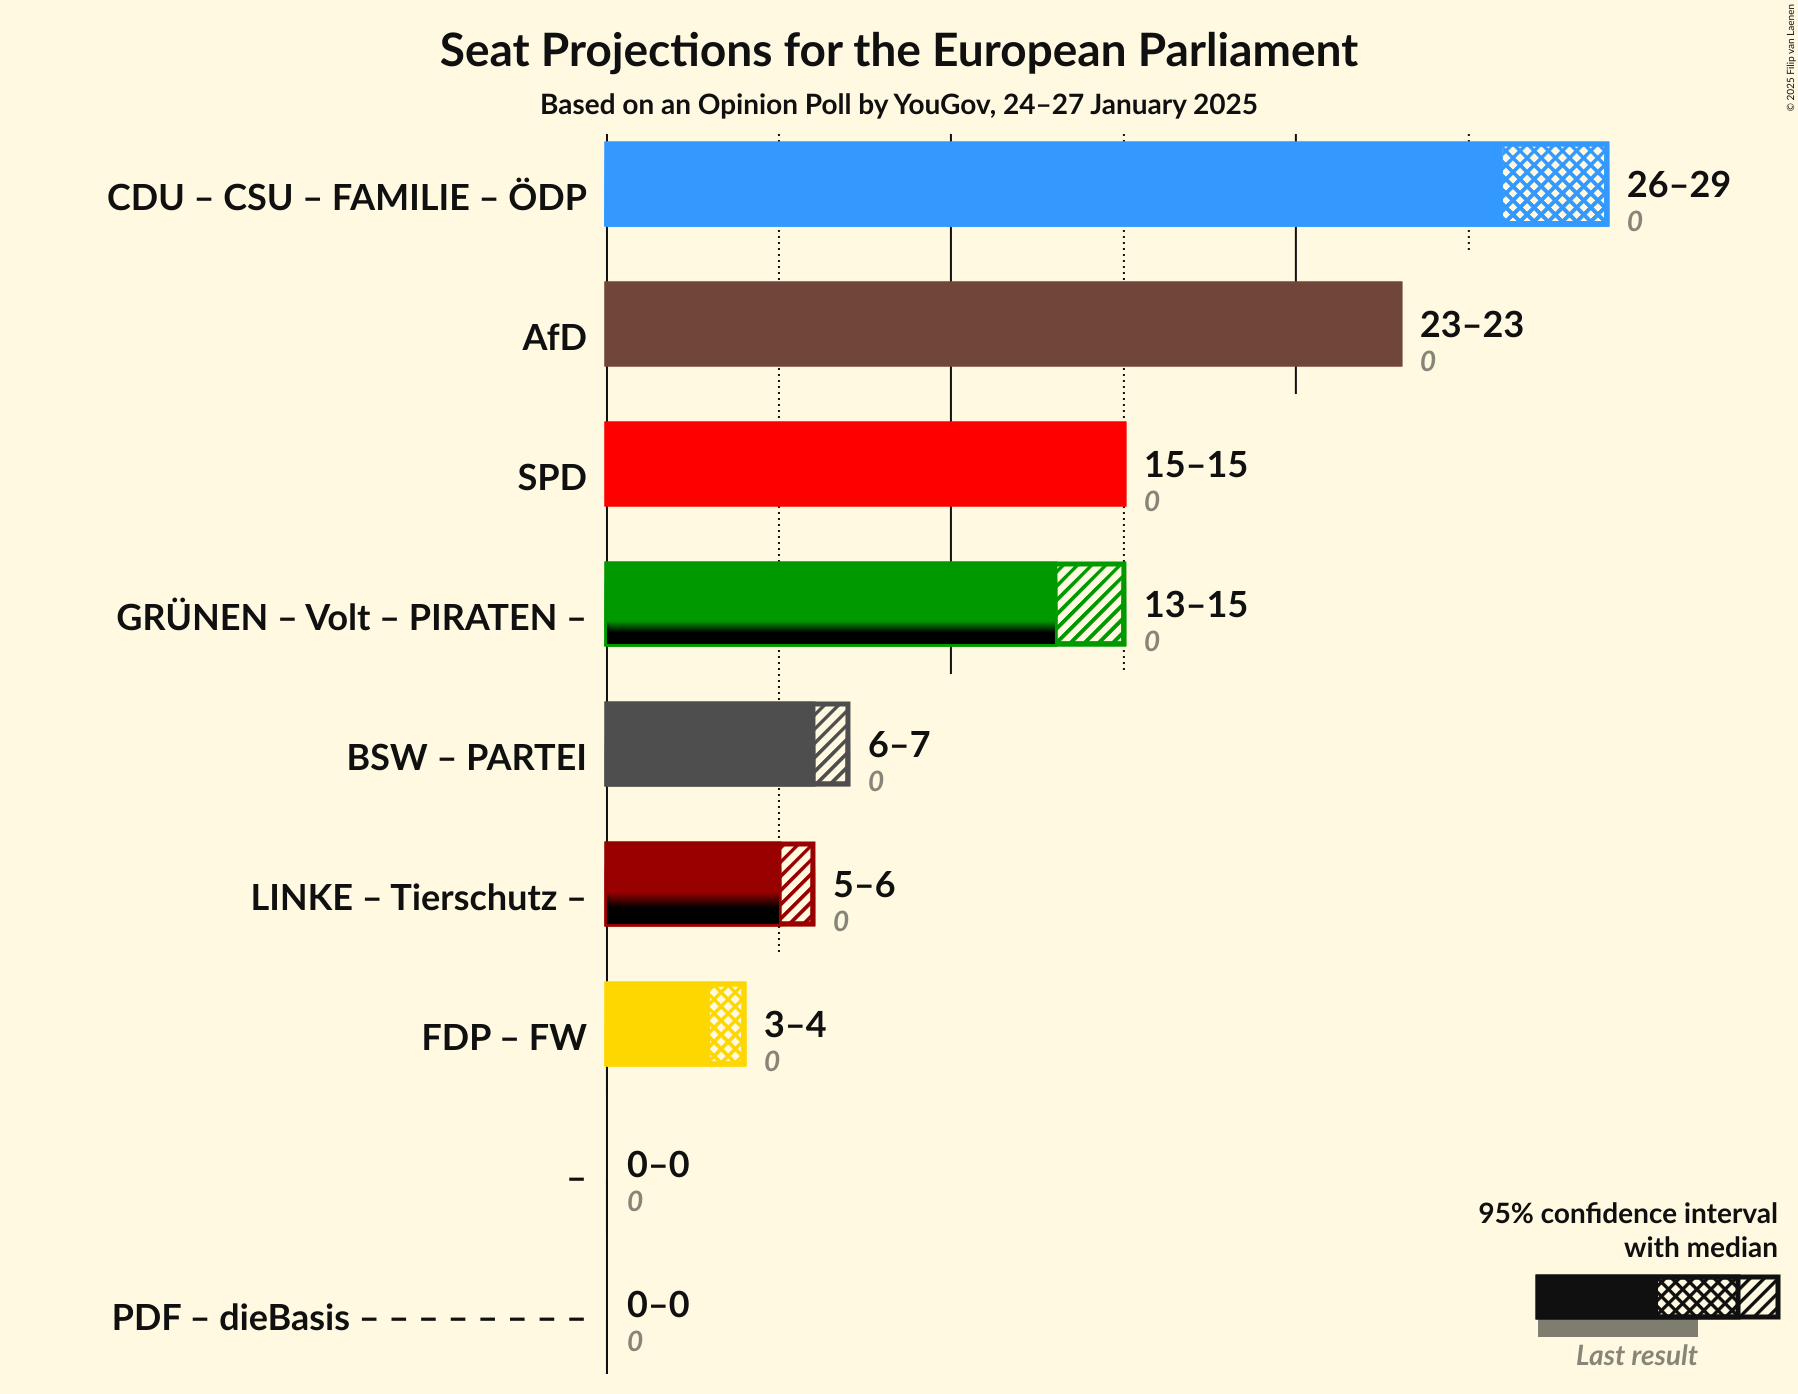 Seat Projections for the European Parliament
Based on an Opinion Poll by YouGov, 24–27 January 2025
© 2025 Filip van Laenen
CDU – CSU – FAMILIE – ÖDP
26–29
0
AfD
23–23
0
SPD
15–15
0
GRÜNEN – Volt – PIRATEN –
13–15
0
BSW – PARTEI
6–7
0
LINKE – Tierschutz –
5–6
0
FDP – FW
3–4
0
–
0–0
0
PDF – dieBasis – – – – – – – –
0–0
0
95% confidence interval
with median
Last result